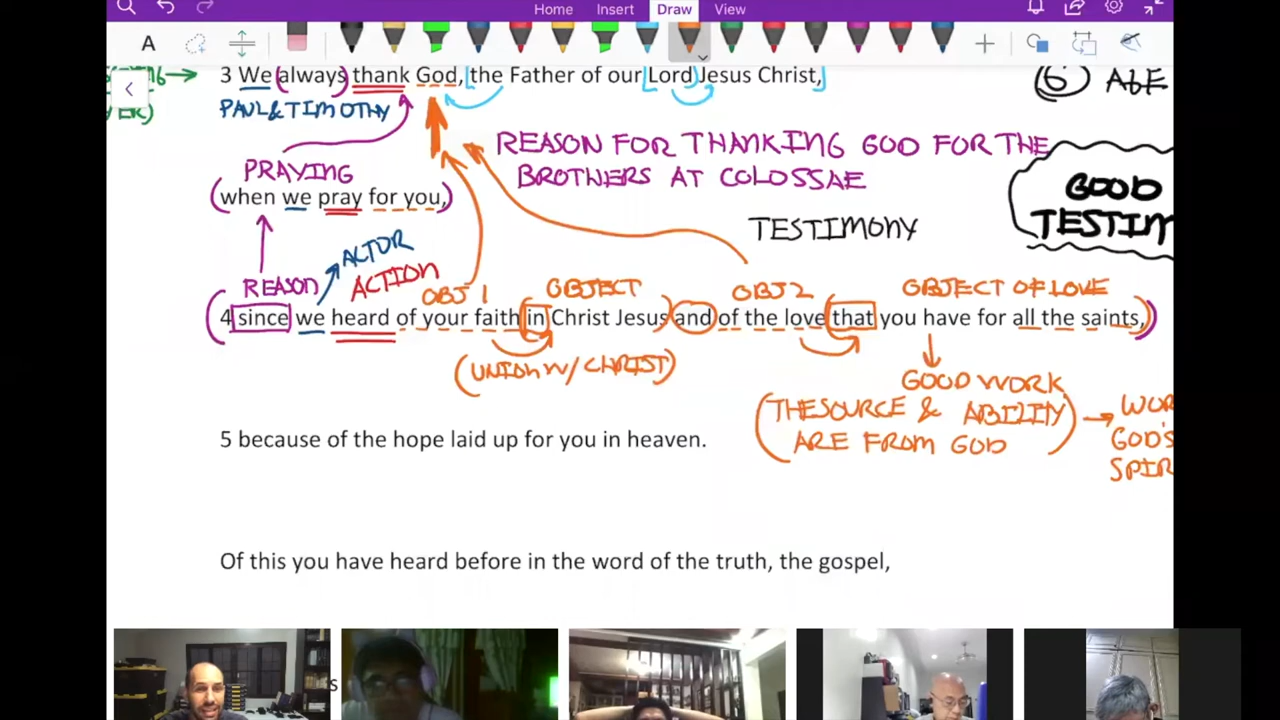 Home Insert Draw View
3 We (always) thank God, [the Father of our [Lord] Jesus Christ,]
6 ABE
PAUL & TIMOTHY
REASON FOR THANKING GOD FOR THE
BROTHERS AT COLOSSAE
PRAYING
(when we pray for you,)
GOOD
TESTIM
TESTIMONY
ACTOR
ACTION
REASON
OBJ 1
OBJECT
OBJ 2
OBJECT OF LOVE
(4 since we heard of your faith (in Christ Jesus) and of the love (that you have for all the saints,))
(UNION W/ CHRIST)
GOOD WORK
(THE SOURCE & ABILITY
ARE FROM GOD)
WOR
GOD'S
SPIR
5 because of the hope laid up for you in heaven.
Of this you have heard before in the word of the truth, the gospel,